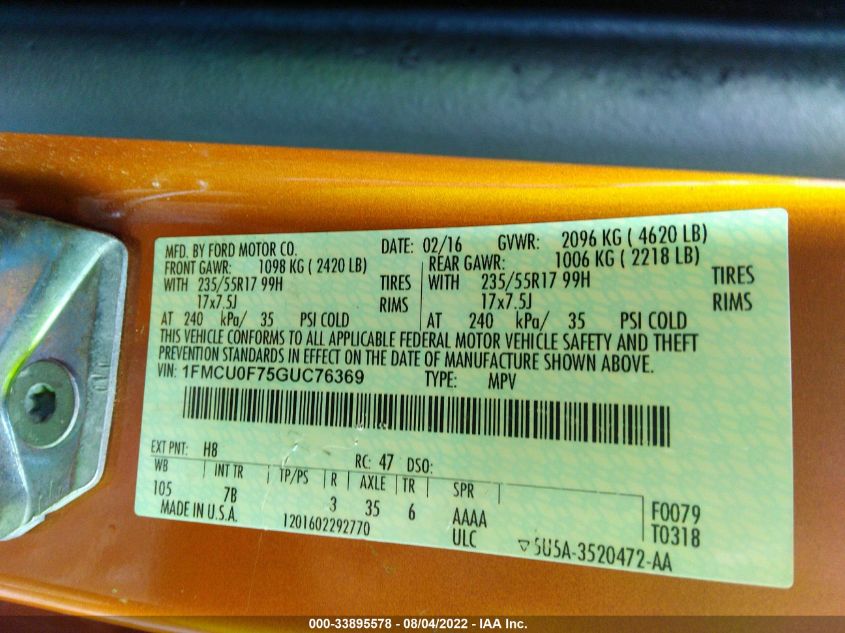 MFD. BY FORD MOTOR CO. DATE: 02/16 GVWR: 2096 KG ( 4620 LB)
FRONT GAWR: 1098 KG ( 2420 LB) REAR GAWR: 1006 KG ( 2218 LB)
WITH 235/55R17 99H TIRES WITH 235/55R17 99H TIRES
17x7.5J RIMS 17x7.5J RIMS
AT 240 kPa/ 35 PSI COLD AT 240 kPa/ 35 PSI COLD
THIS VEHICLE CONFORMS TO ALL APPLICABLE FEDERAL MOTOR VEHICLE SAFETY AND THEFT
PREVENTION STANDARDS IN EFFECT ON THE DATE OF MANUFACTURE SHOWN ABOVE.
VIN: 1FMCU0F75GUC76369 TYPE: MPV
EXT PNT: H8 RC: 47 DSO:
WB INT TR TP/PS R AXLE TR SPR
105 7B 3 35 6 AAAA F0079
MADE IN U.S.A. 1201602292770 ULC T0318
5U5A-3520472-AA
000-33895578 - 08/04/2022 - IAA Inc.